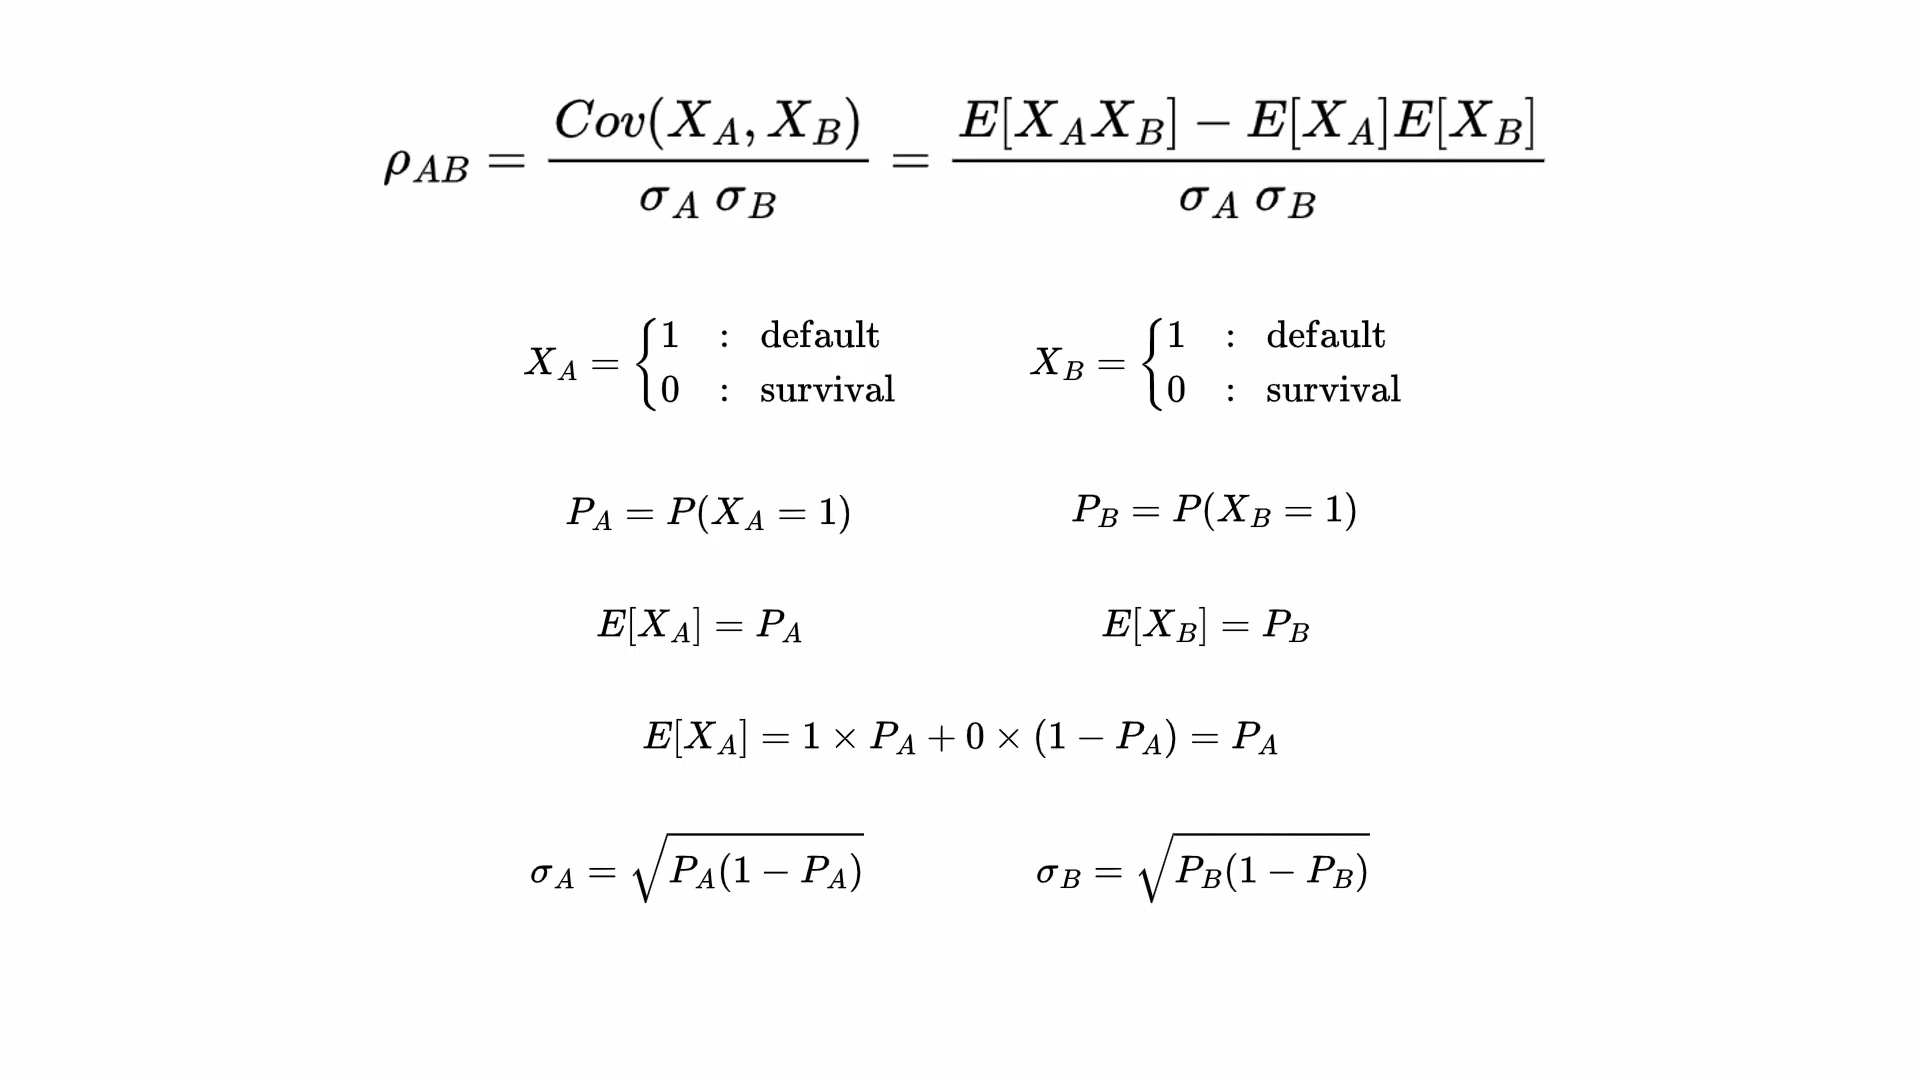 ρ_AB = Cov(X_A, X_B) / σ_A σ_B = E[X_A X_B] − E[X_A]E[X_B] / σ_A σ_B
X_A = { 1 : default X_B = { 1 : default
0 : survival 0 : survival
P_A = P(X_A = 1) P_B = P(X_B = 1)
E[X_A] = P_A E[X_B] = P_B
E[X_A] = 1 × P_A + 0 × (1 − P_A) = P_A
σ_A = √P_A(1 − P_A) σ_B = √P_B(1 − P_B)